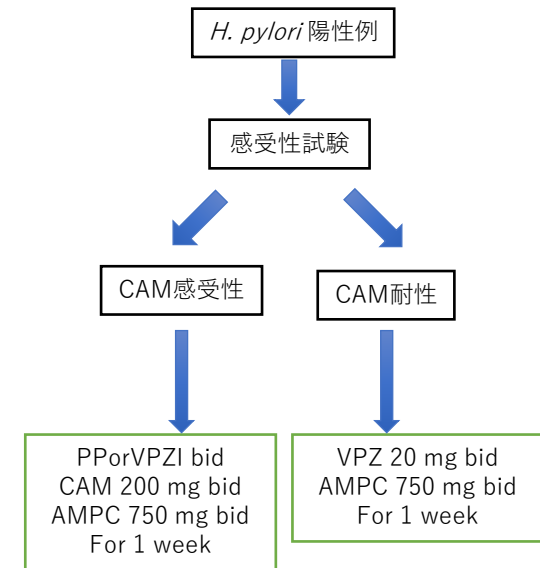 H. pylori 陽性例
感受性試験
CAM感受性
CAM耐性
PPorVPZI bid
CAM 200 mg bid
AMPC 750 mg bid
For 1 week
VPZ 20 mg bid
AMPC 750 mg bid
For 1 week